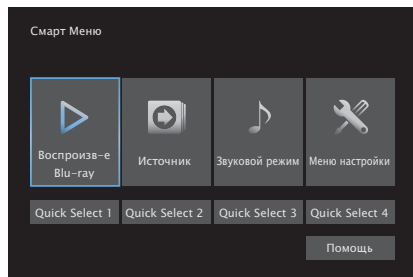 Смарт Меню
Воспроизв-е
Blu-ray
Источник
Звуковой режим
Меню настройки
Quick Select 1
Quick Select 2
Quick Select 3
Quick Select 4
Помощь